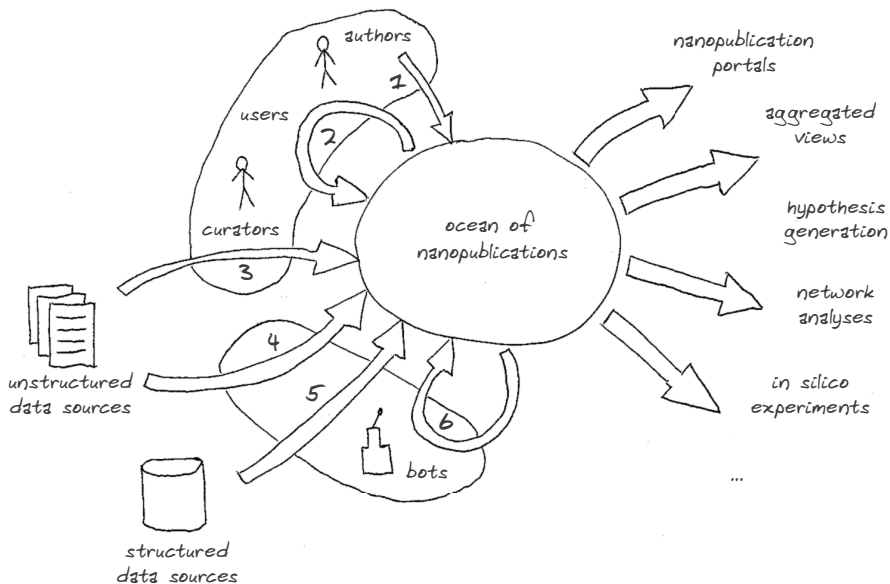 authors
1
users
2
curators
3
unstructured
data sources
4
5
6
bots
structured
data sources
ocean of
nanopublications
nanopublication
portals
aggregated
views
hypothesis
generation
network
analyses
in silico
experiments
...